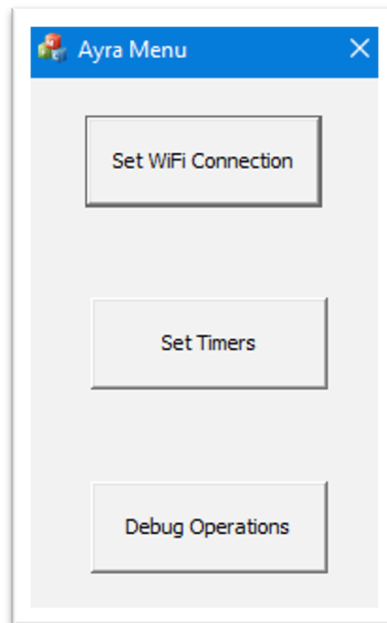 Ayra Menu
Set WiFi Connection
Set Timers
Debug Operations